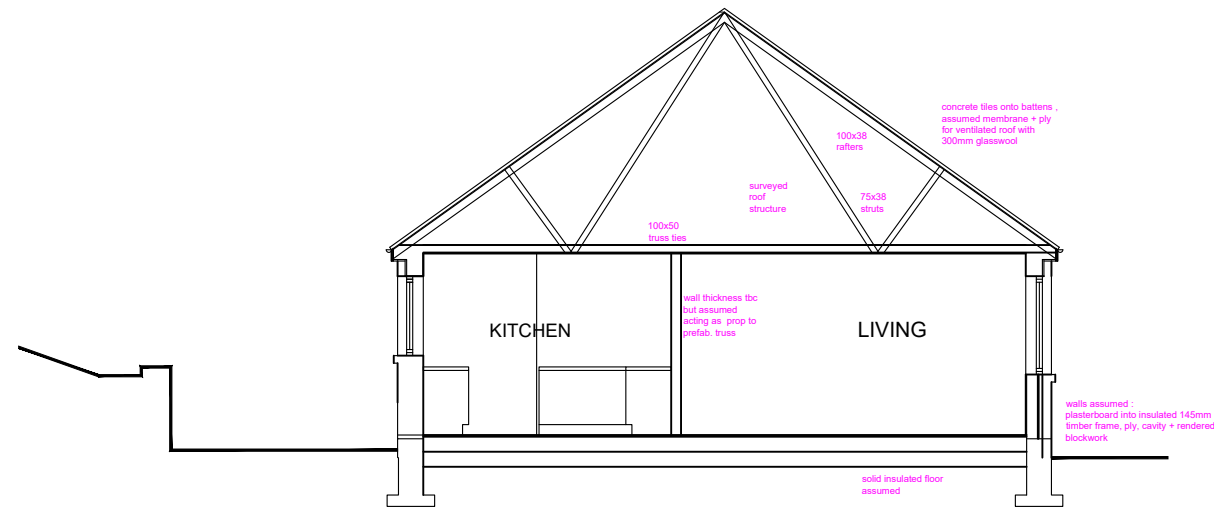 concrete tiles onto battens ,
assumed membrane + ply
for ventilated roof with
300mm glasswool
100x38
rafters
surveyed
roof
structure
75x38
struts
100x50
truss ties
wall thickness tbc
but assumed
acting as prop to
prefab. truss
KITCHEN
LIVING
walls assumed :
plasterboard into insulated 145mm
timber frame, ply, cavity + rendered
blockwork
solid insulated floor
assumed